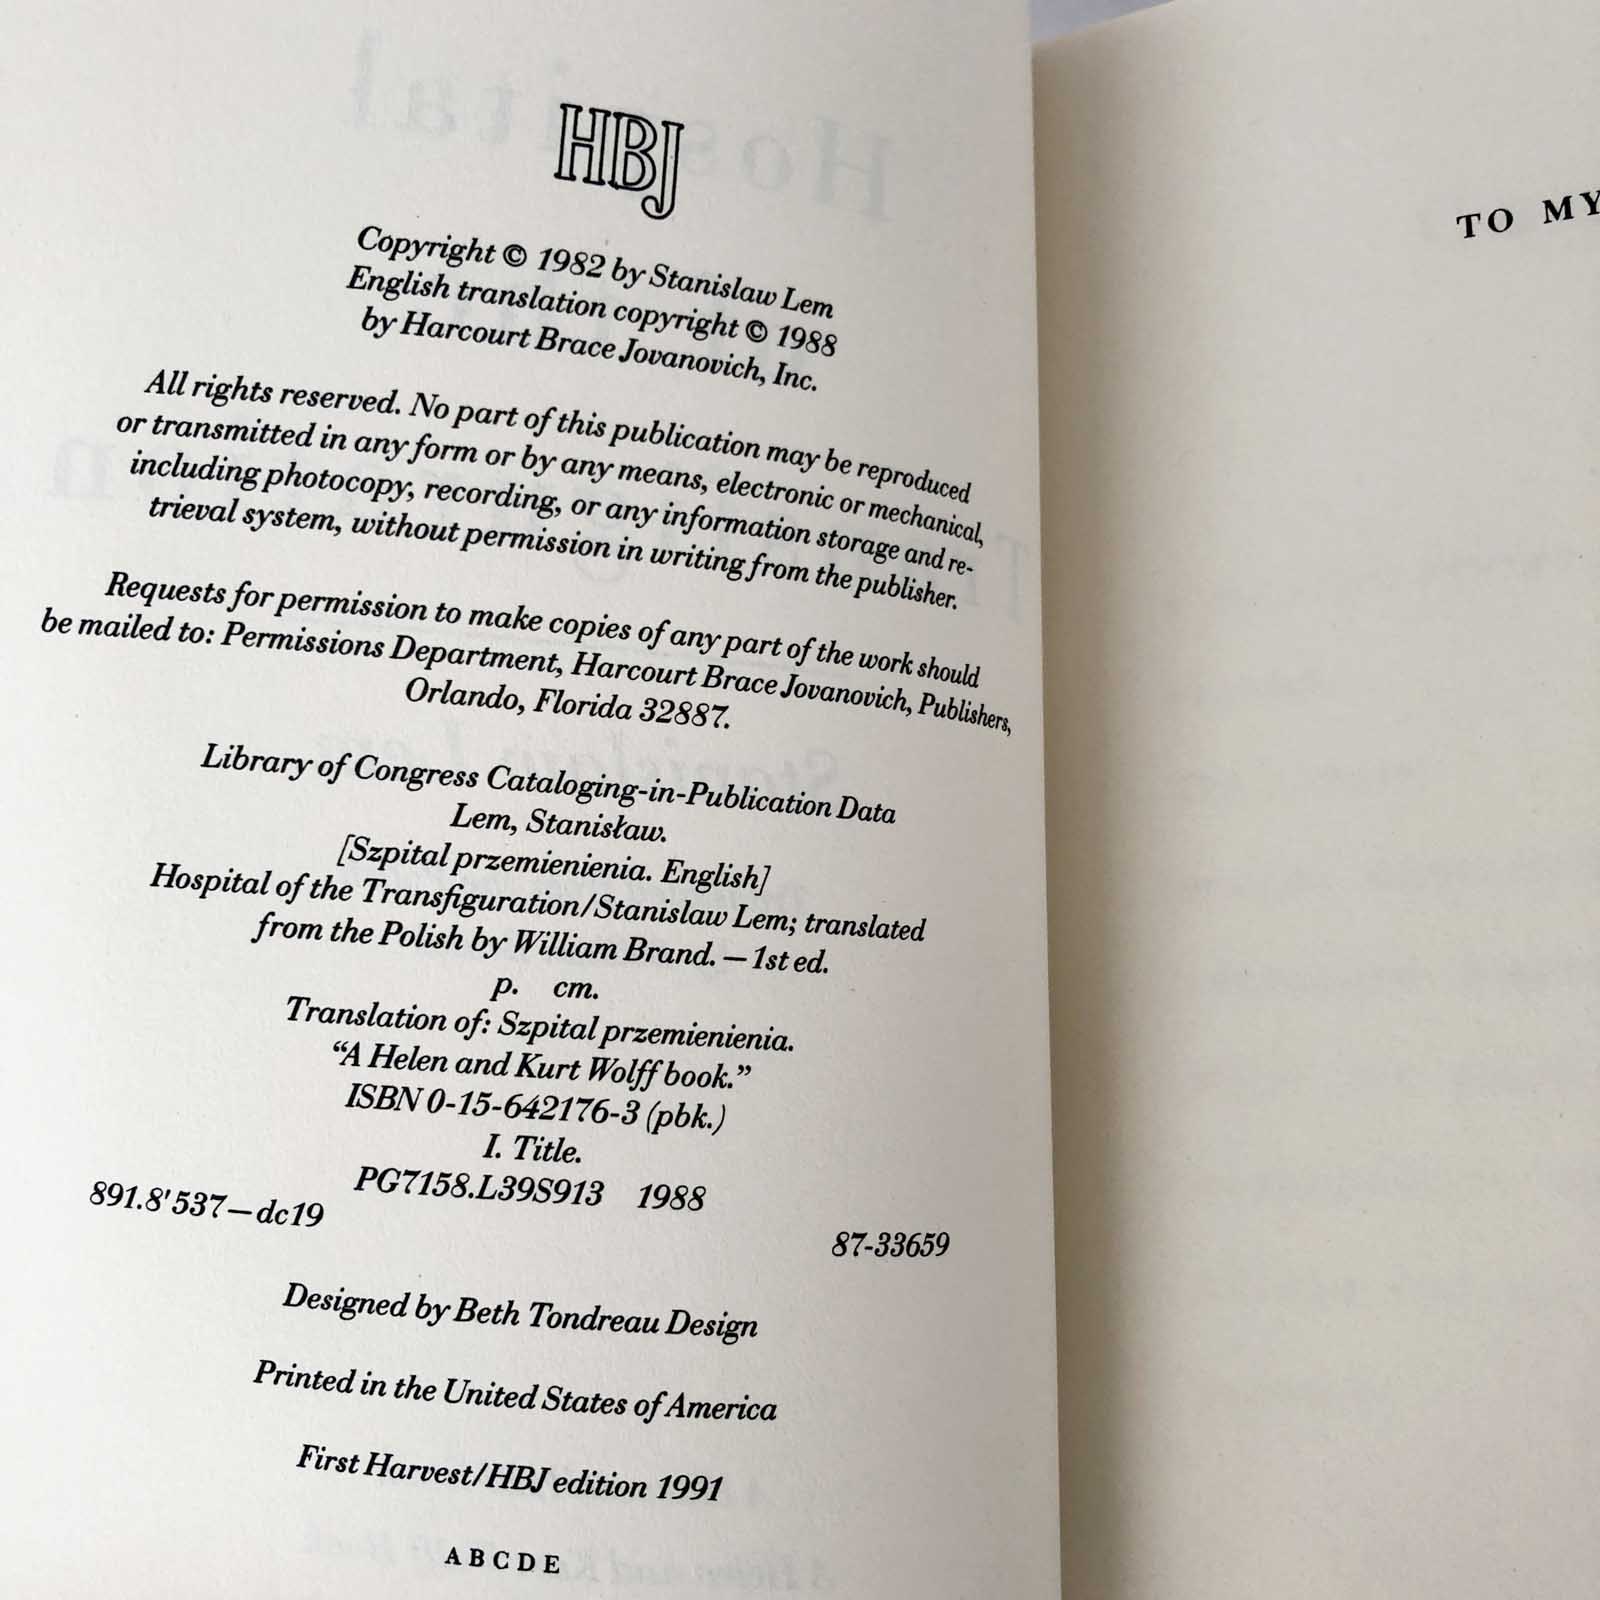 HBJ
Copyright © 1982 by Stanislaw Lem
English translation copyright © 1988
by Harcourt Brace Jovanovich, Inc.
All rights reserved. No part of this publication may be reproduced
or transmitted in any form or by any means, electronic or mechanical,
including photocopy, recording, or any information storage and re-
trieval system, without permission in writing from the publisher.
Requests for permission to make copies of any part of the work should
be mailed to: Permissions Department, Harcourt Brace Jovanovich, Publishers,
Orlando, Florida 32887.
Library of Congress Cataloging-in-Publication Data
Lem, Stanisław.
[Szpital przemienienia. English]
Hospital of the Transfiguration/Stanislaw Lem; translated
from the Polish by William Brand. — 1st ed.
p. cm.
Translation of: Szpital przemienienia.
“A Helen and Kurt Wolff book.”
ISBN 0-15-642176-3 (pbk.)
I. Title.
PG7158.L39S913 1988
891.8'537—dc19
87-33659
Designed by Beth Tondreau Design
Printed in the United States of America
First Harvest/HBJ edition 1991
A B C D E
TO MY